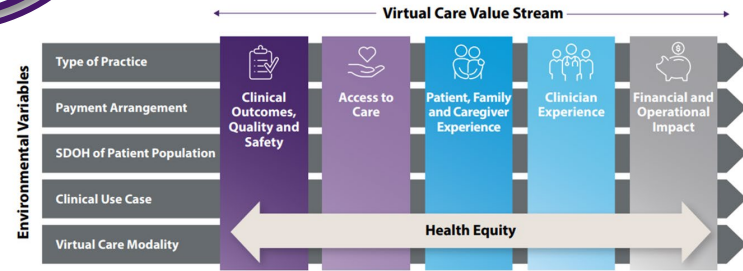 Virtual Care Value Stream
Environmental Variables
Type of Practice
Payment Arrangement
SDOH of Patient Population
Clinical Use Case
Virtual Care Modality
Clinical
Outcomes,
Quality and
Safety
Access to
Care
Patient, Family
and Caregiver
Experience
Clinician
Experience
Financial and
Operational
Impact
Health Equity